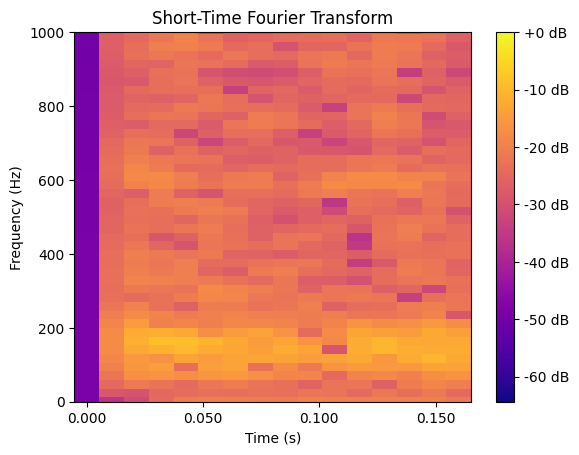 Short-Time Fourier Transform
1000
800
600
400
200
0
Frequency (Hz)
0.000
0.050
0.100
0.150
Time (s)
+0 dB
-10 dB
-20 dB
-30 dB
-40 dB
-50 dB
-60 dB